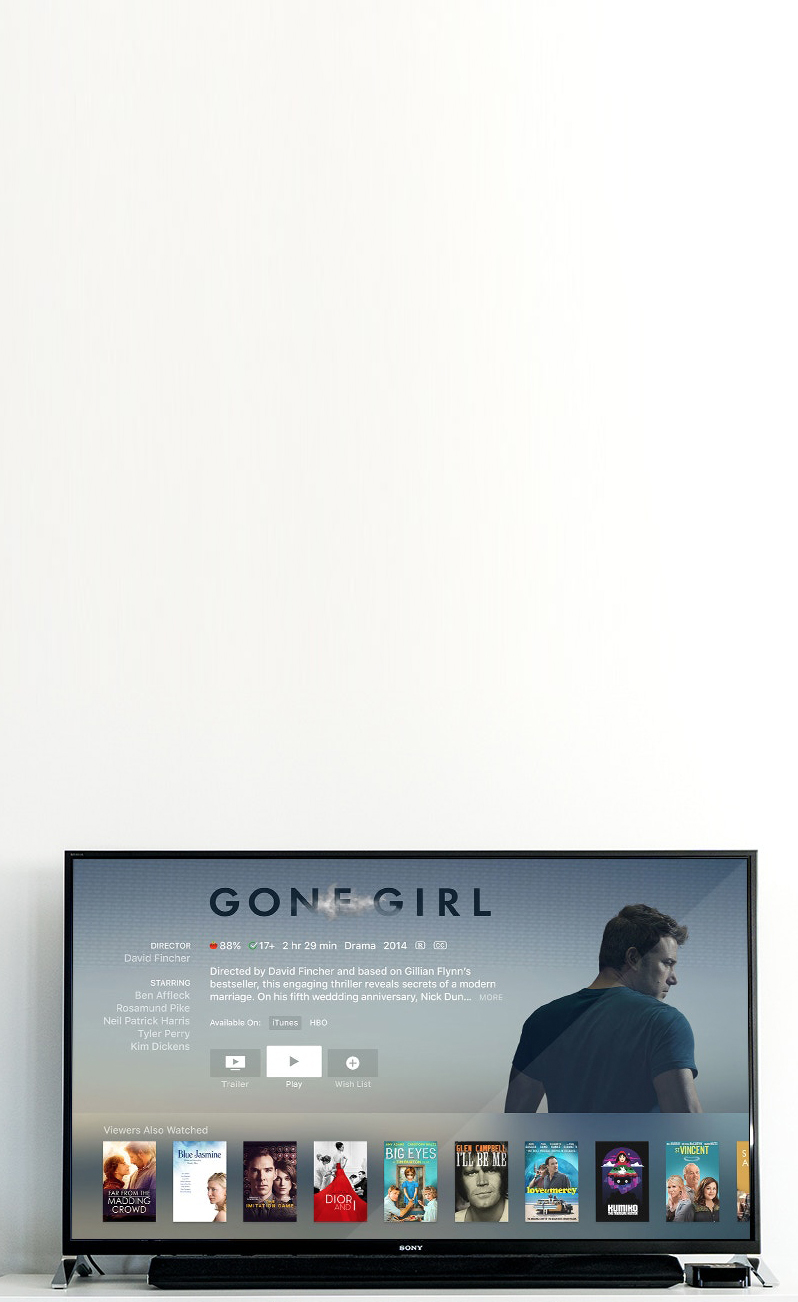 GONE GIRL
DIRECTOR
David Fincher
STARRING
Ben Affleck
Rosamund Pike
Neil Patrick Harris
Tyler Perry
Kim Dickens
88% 17+ 2 hr 29 min Drama 2014 R CC
Directed by David Fincher and based on Gillian Flynn's
bestseller, this engaging thriller reveals secrets of a modern
marriage. On his fifth weddding anniversary, Nick Dun... MORE
Available On: iTunes HBO
Trailer
Play
Wish List
Viewers Also Watched
FAR FROM THE
MADDING
CROWD
Blue Jasmine
IMITATION GAME
DIOR
AND I
BIG EYES
GLEN CAMPBELL
I'LL BE ME
love&mercy
KUMIKO
ST. VINCENT
S
A
SONY